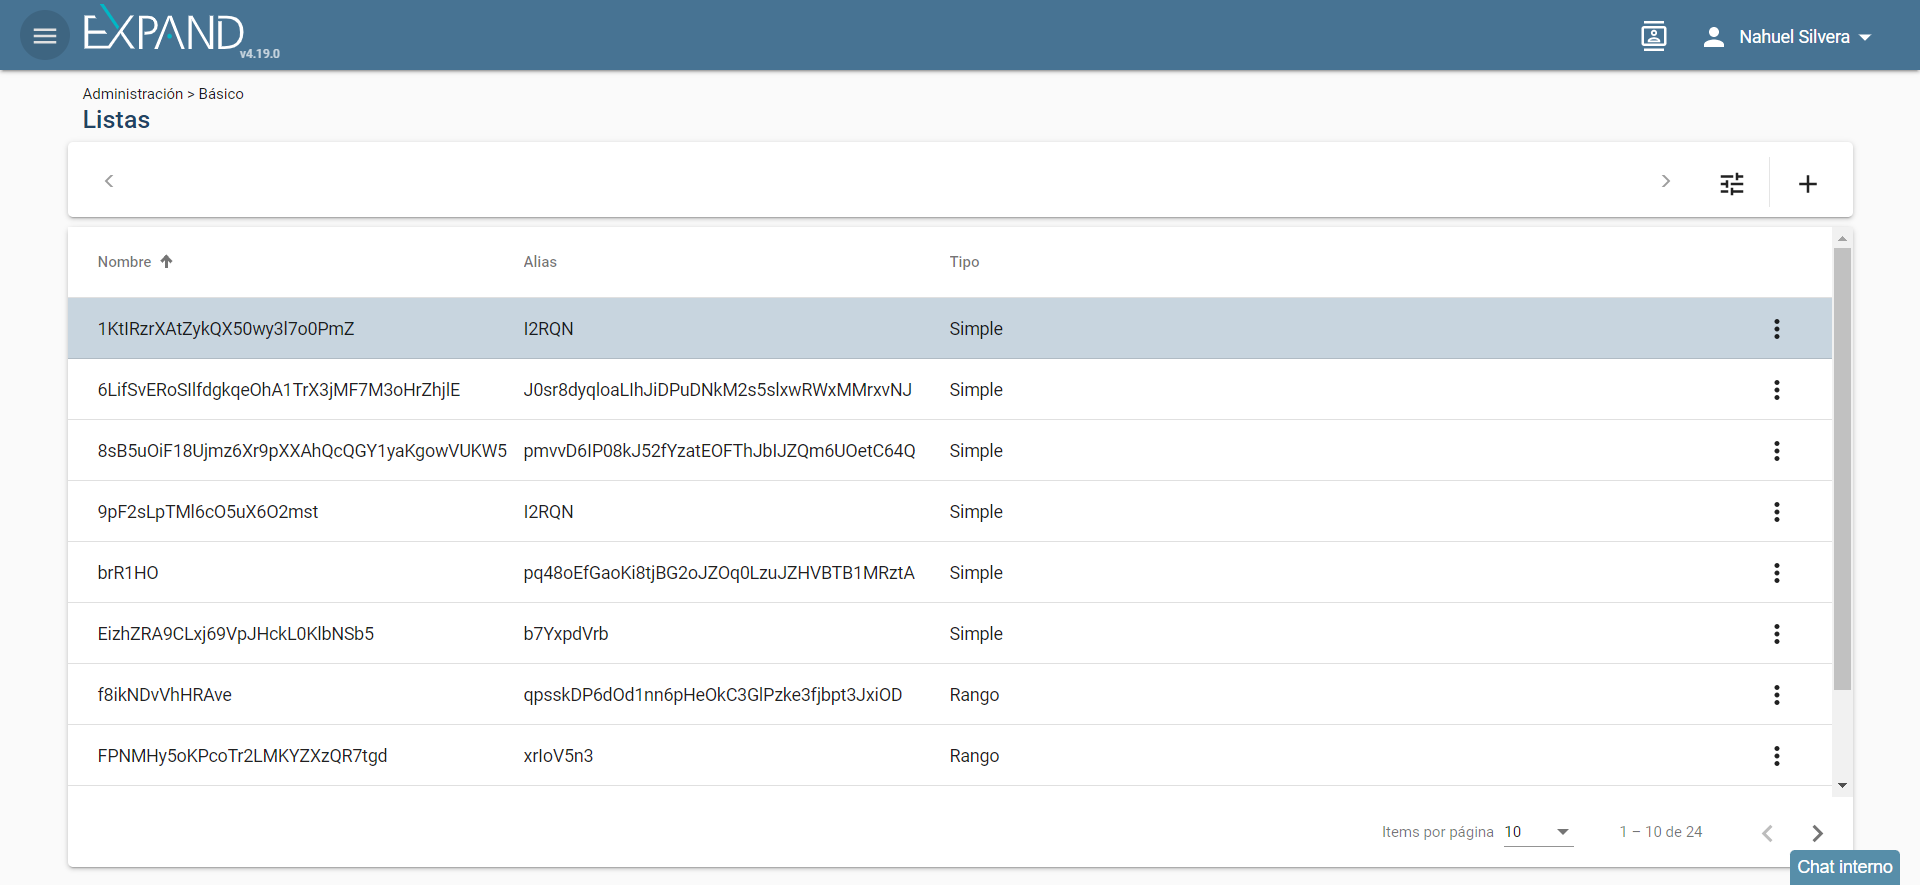 EXPAND v4.19.0
Nahuel Silvera
Administración > Básico
Listas
Nombre Alias Tipo
1KtIRzrXAtZykQX50wy3l7o0PmZ I2RQN Simple
6LifSvERoSIlfdgkqeOhA1TrX3jMF7M3oHrZhjlE J0sr8dyqloaLIhJiDPuDNkM2s5slxwRWxMMrxvNJ Simple
8sB5uOiF18Ujmz6Xr9pXXAhQcQGY1yaKgowVUKW5 pmvvD6IP08kJ52fYzatEOFThJbIJZQm6UOetC64Q Simple
9pF2sLpTMl6cO5uX6O2mst I2RQN Simple
brR1HO pq48oEfGaoKi8tjBG2oJZOq0LzuJZHVBTB1MRztA Simple
EizhZRA9CLxj69VpJHckL0KlbNSb5 b7YxpdVrb Simple
f8ikNDvVhHRAve qpsskDP6dOd1nn6pHeOkC3GlPzke3fjbpt3JxiOD Rango
FPNMHy5oKPcoTr2LMKYZXzQR7tgd xrIoV5n3 Rango
Items por página 10 1 – 10 de 24
Chat interno